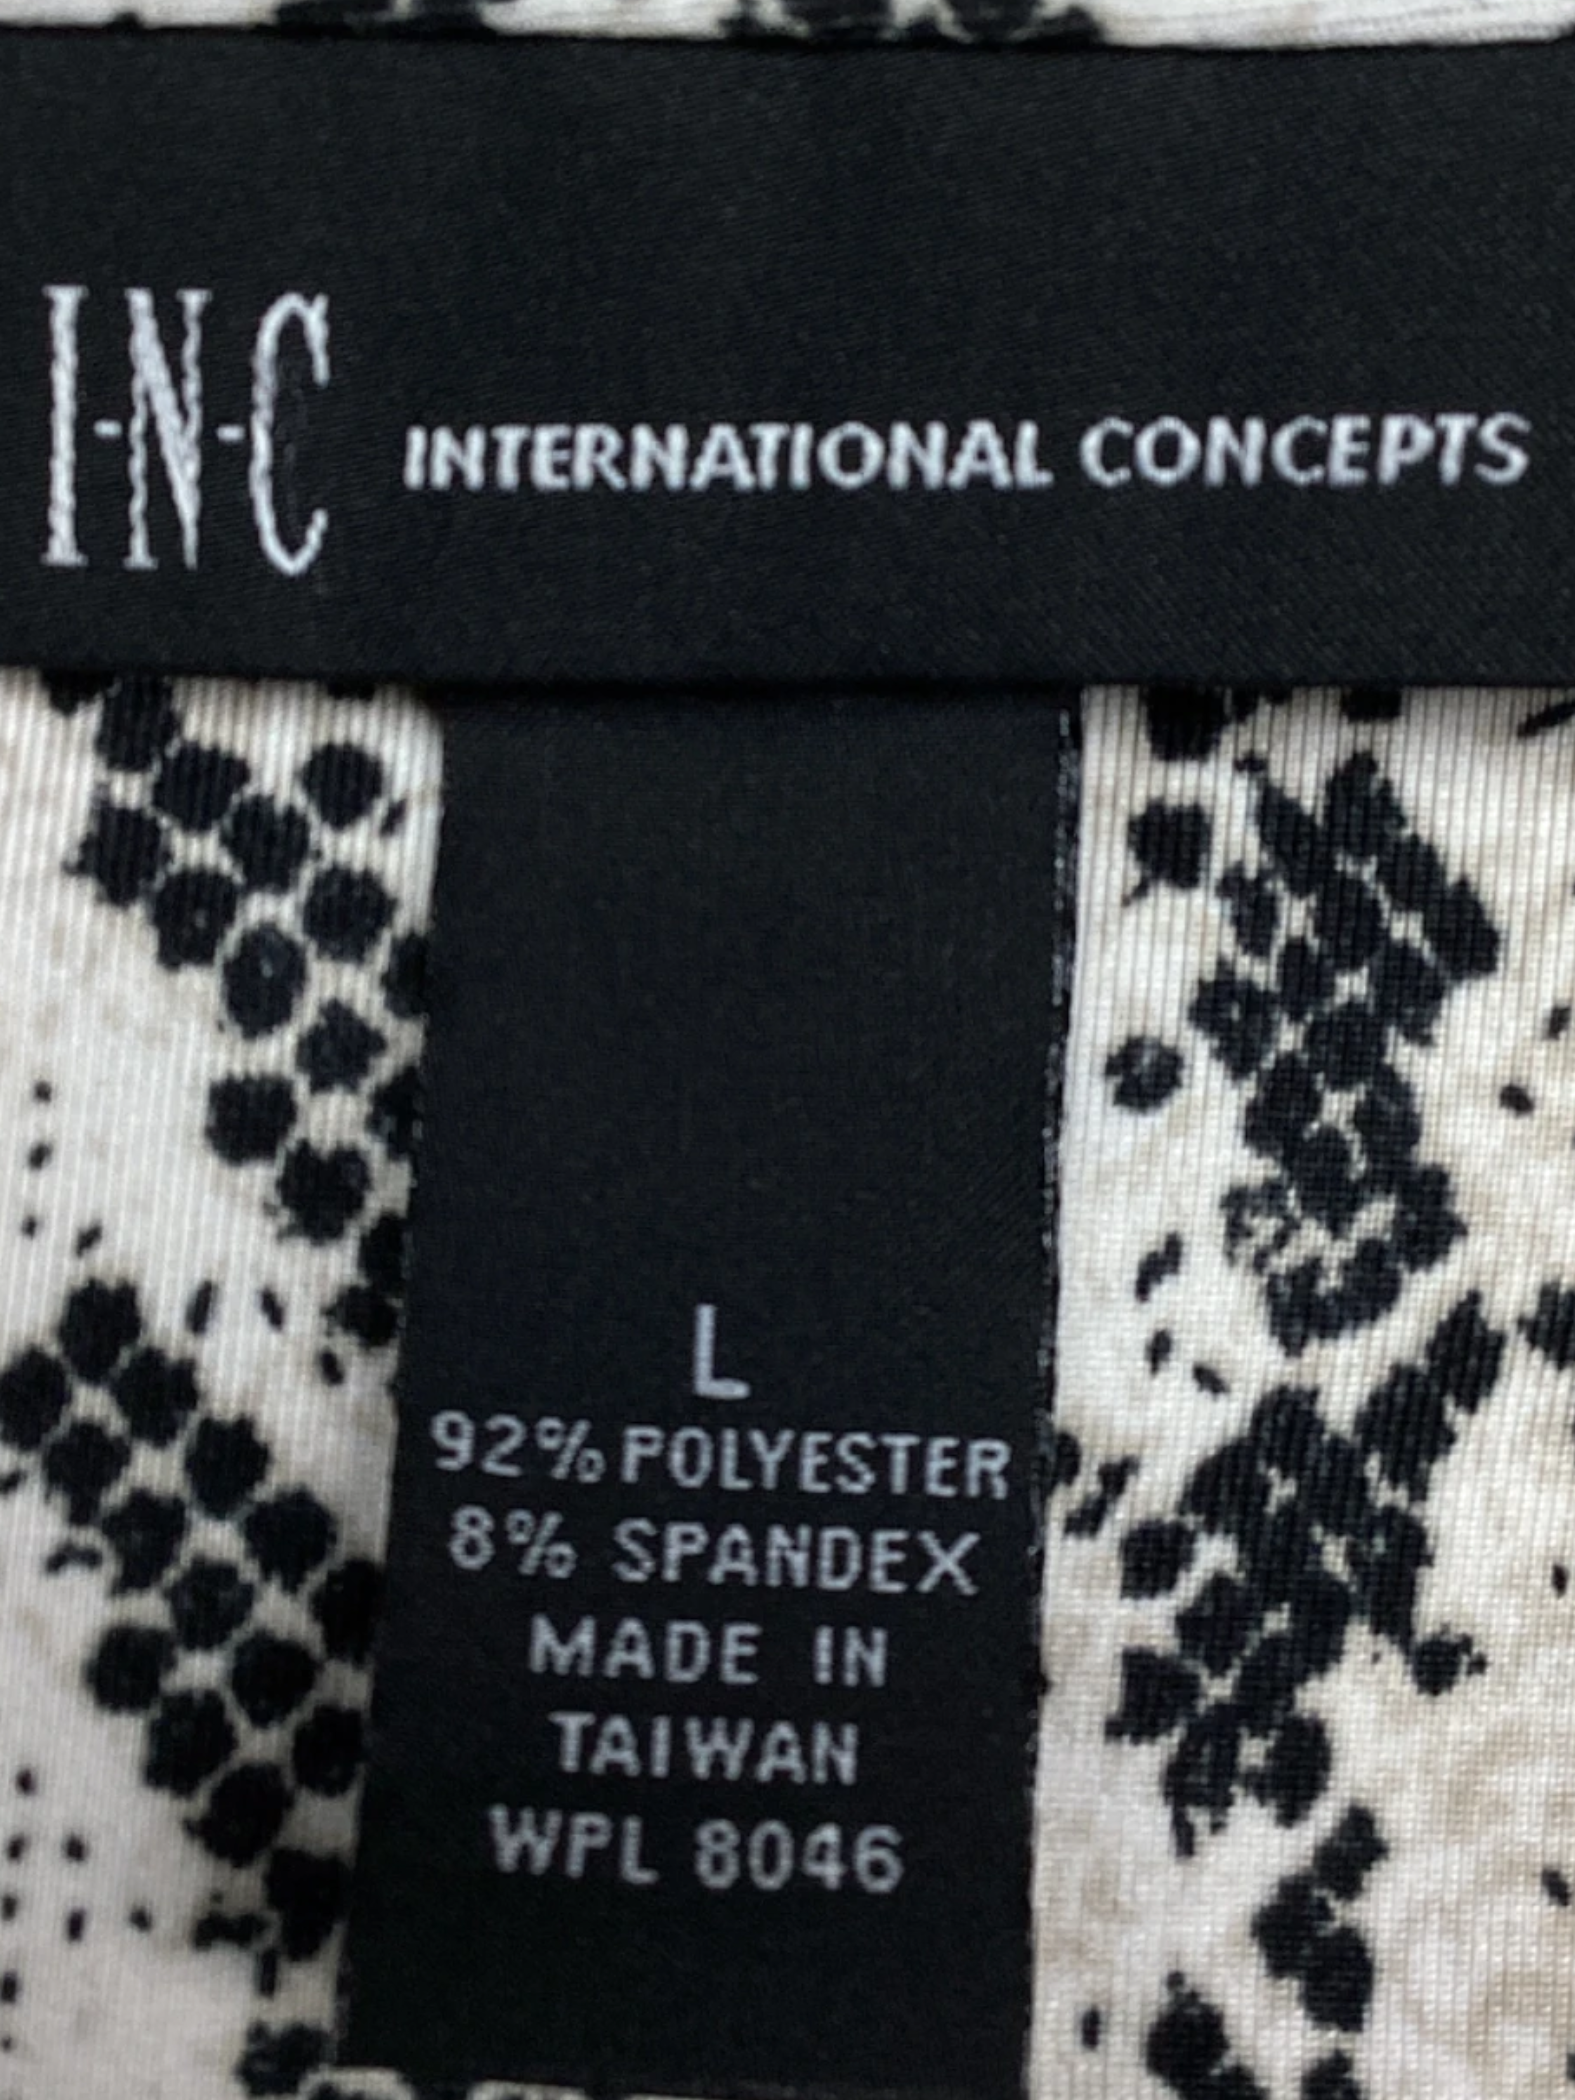 I-N-C INTERNATIONAL CONCEPTS
L
92% POLYESTER
8% SPANDEX
MADE IN
TAIWAN
WPL 8046